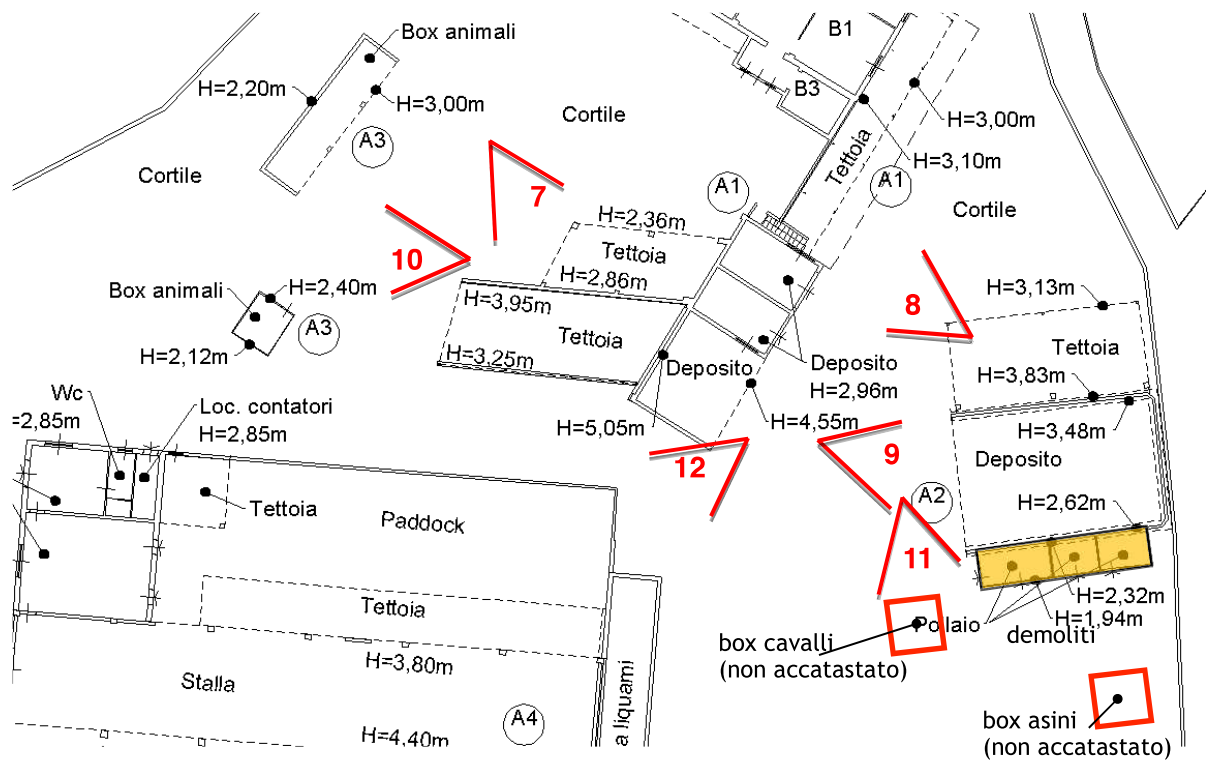 Box animali
B1
H=2,20m
B3
H=3,00m
Cortile
H=3,00m
A3
H=3,10m
Tettoia
Cortile
A1
A1
7
Cortile
H=2,36m
Tettoia
10
H=2,86m
Box animali
H=2,40m
H=3,95m
8
H=3,13m
A3
Tettoia
Tettoia
H=2,12m
H=3,25m
Deposito
Deposito
H=2,96m
H=3,83m
Wc
Loc. contatori
=2,85m
H=2,85m
H=5,05m
H=4,55m
H=3,48m
12
9
Deposito
A2
H=2,62m
Tettoia
Paddock
11
Tettoia
H=2,32m
H=1,94m
Pollaio
demoliti
box cavalli
(non accatastato)
H=3,80m
Stalla
a liquami
A4
H=4,40m
box asini
(non accatastato)